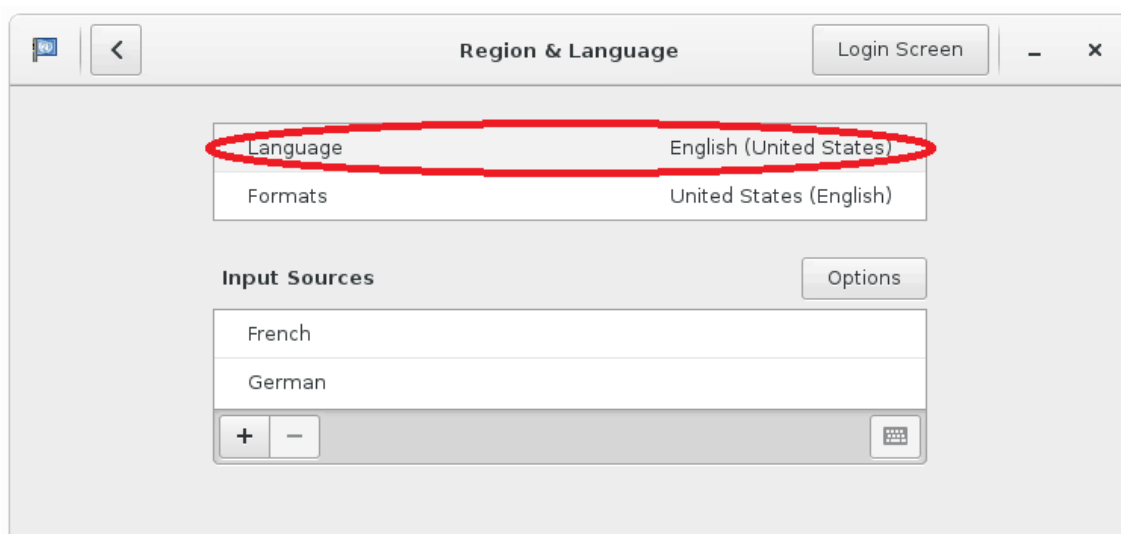 Region & Language
Login Screen
Language English (United States)
Formats United States (English)
Input Sources
Options
French
German